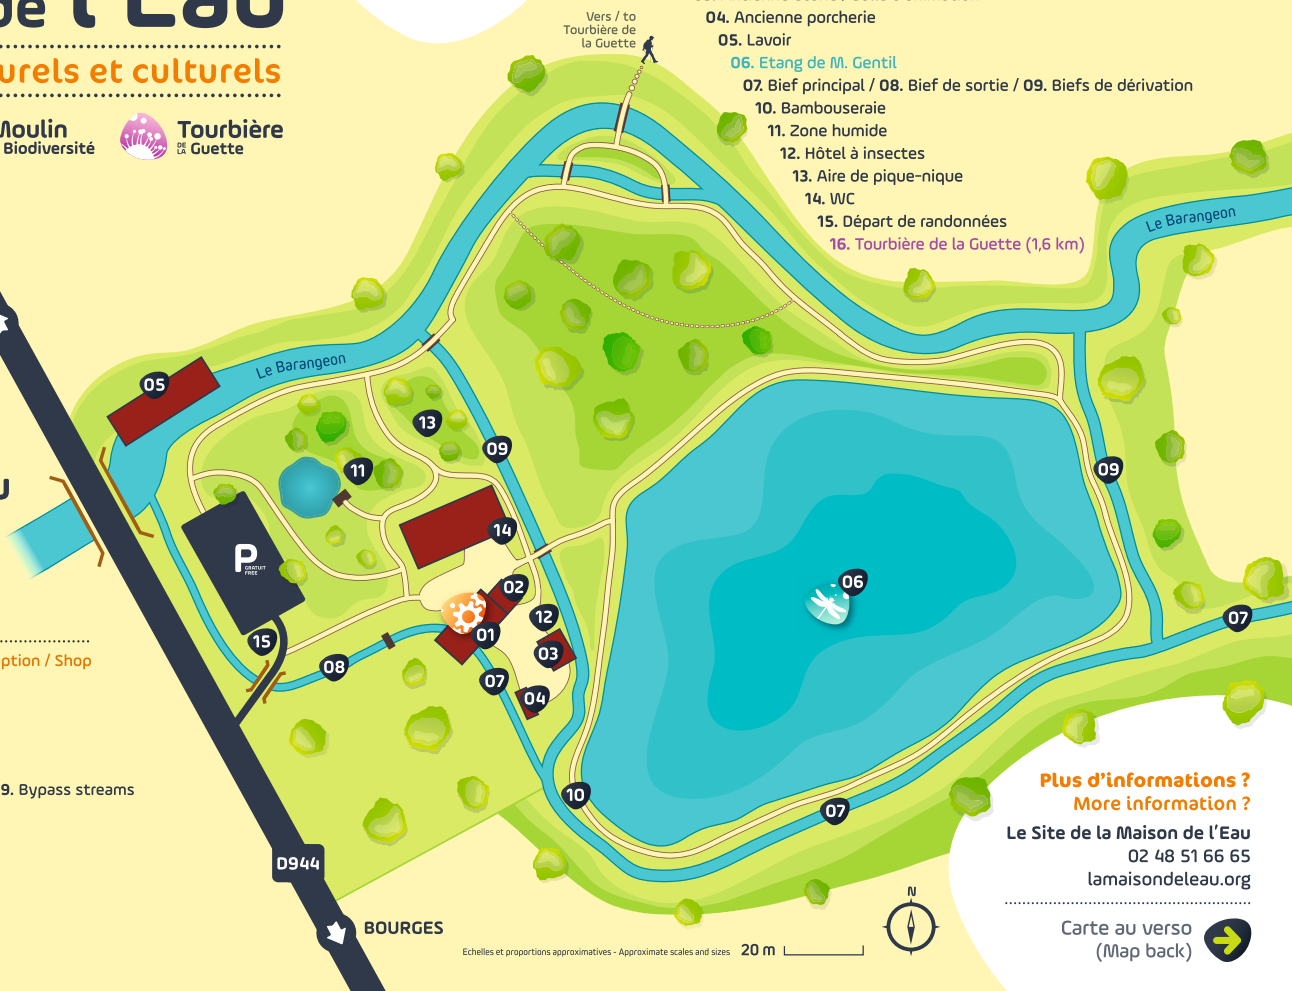 de l'Eau
urels et culturels
Moulin
Biodiversité
Tourbière
DE LA Guette
Vers / to
Tourbière de
la Guette
04. Ancienne porcherie
05. Lavoir
06. Etang de M. Gentil
07. Bief principal / 08. Bief de sortie / 09. Biefs de dérivation
10. Bambouseraie
11. Zone humide
12. Hôtel à insectes
13. Aire de pique-nique
14. WC
15. Départ de randonnées
16. Tourbière de la Guette (1,6 km)
Le Barangeon
Le Barangeon
05
13
09
11
09
14
P
GRATUIT
FREE
02
06
12
07
01
15
03
08
07
04
ption / Shop
9. Bypass streams
10
07
D944
BOURGES
Plus d'informations ?
More information ?
Le Site de la Maison de l'Eau
02 48 51 66 65
lamaisondeleau.org
Carte au verso
(Map back)
N
Echelles et proportions approximatives - Approximate scales and sizes
20 m